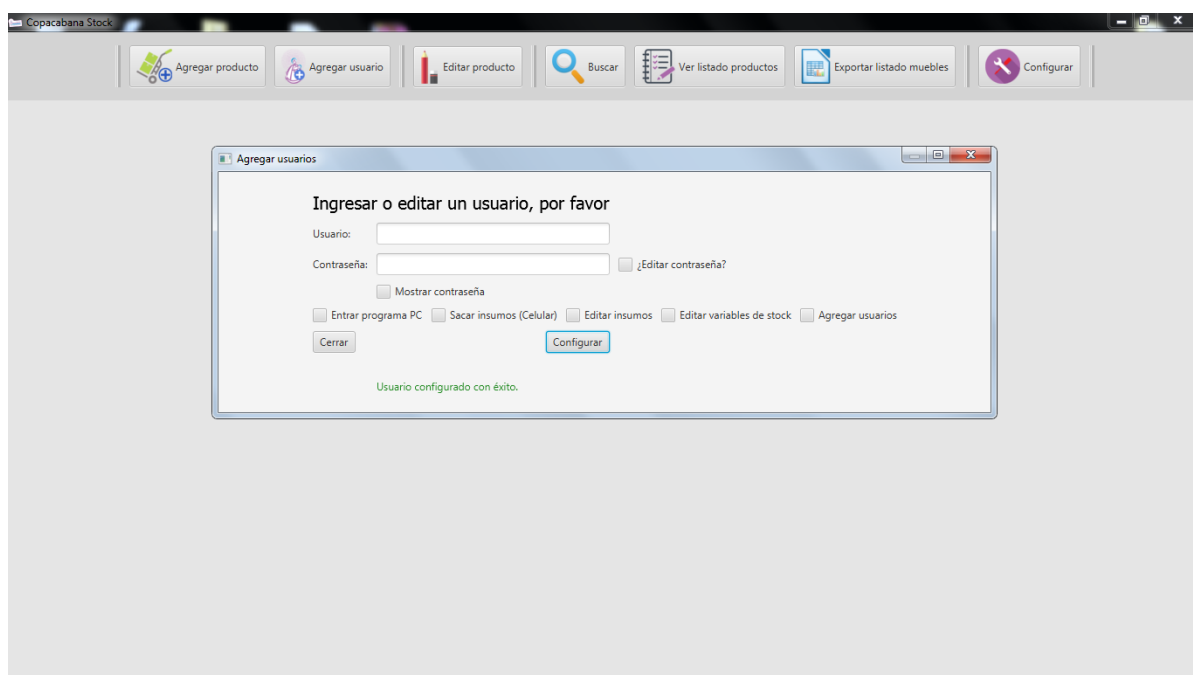 Copacabana Stock
Agregar producto Agregar usuario Editar producto Buscar Ver listado productos Exportar listado muebles Configurar
Agregar usuarios
Ingresar o editar un usuario, por favor
Usuario:
Contraseña: ¿Editar contraseña?
Mostrar contraseña
Entrar programa PC Sacar insumos (Celular) Editar insumos Editar variables de stock Agregar usuarios
Cerrar Configurar
Usuario configurado con éxito.